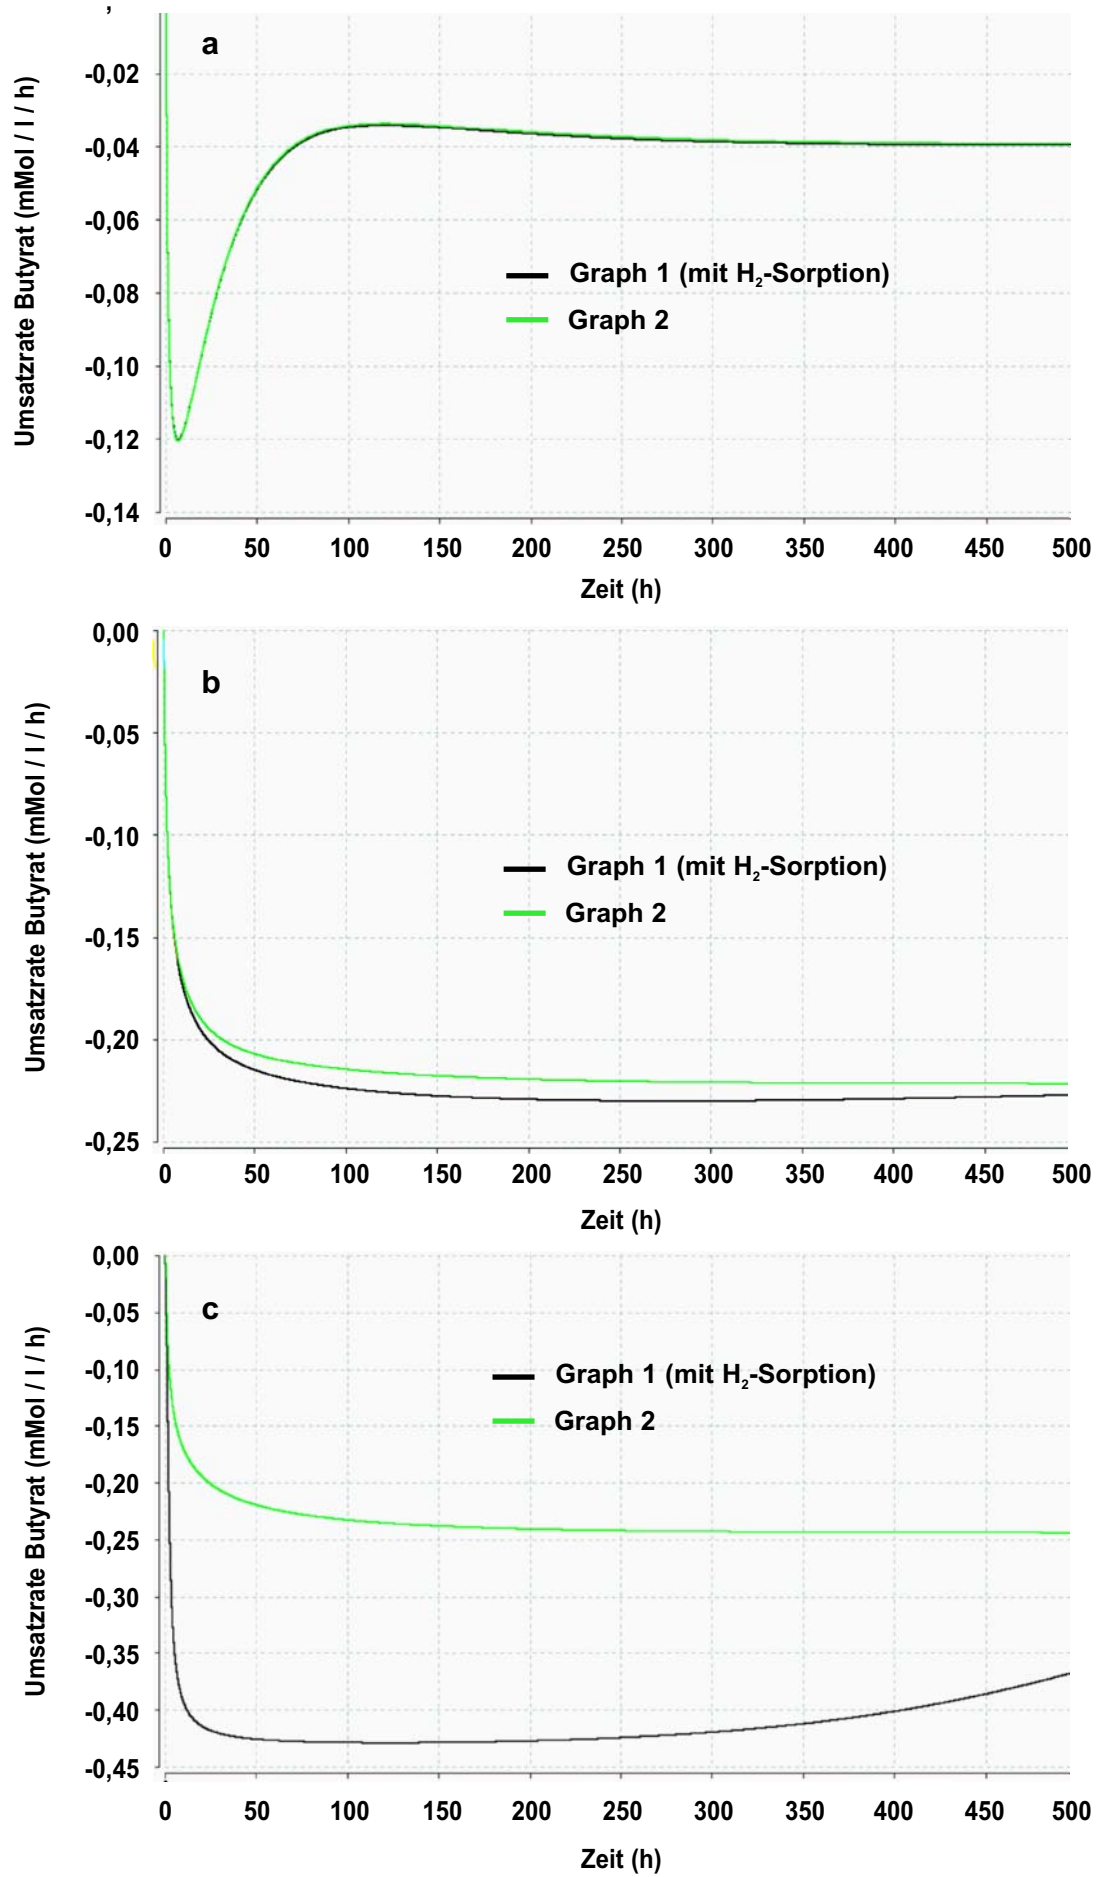 ,
a
Umsatzrate Butyrat (mMol / l / h)
-0,02
-0,04
-0,06
-0,08
-0,10
-0,12
-0,14
Graph 1 (mit H₂-Sorption)
Graph 2
0 50 100 150 200 250 300 350 400 450 500
Zeit (h)
b
Umsatzrate Butyrat (mMol / l / h)
0,00
-0,05
-0,10
-0,15
-0,20
-0,25
Graph 1 (mit H₂-Sorption)
Graph 2
0 50 100 150 200 250 300 350 400 450 500
Zeit (h)
c
Umsatzrate Butyrat (mMol / l / h)
0,00
-0,05
-0,10
-0,15
-0,20
-0,25
-0,30
-0,35
-0,40
-0,45
Graph 1 (mit H₂-Sorption)
Graph 2
0 50 100 150 200 250 300 350 400 450 500
Zeit (h)